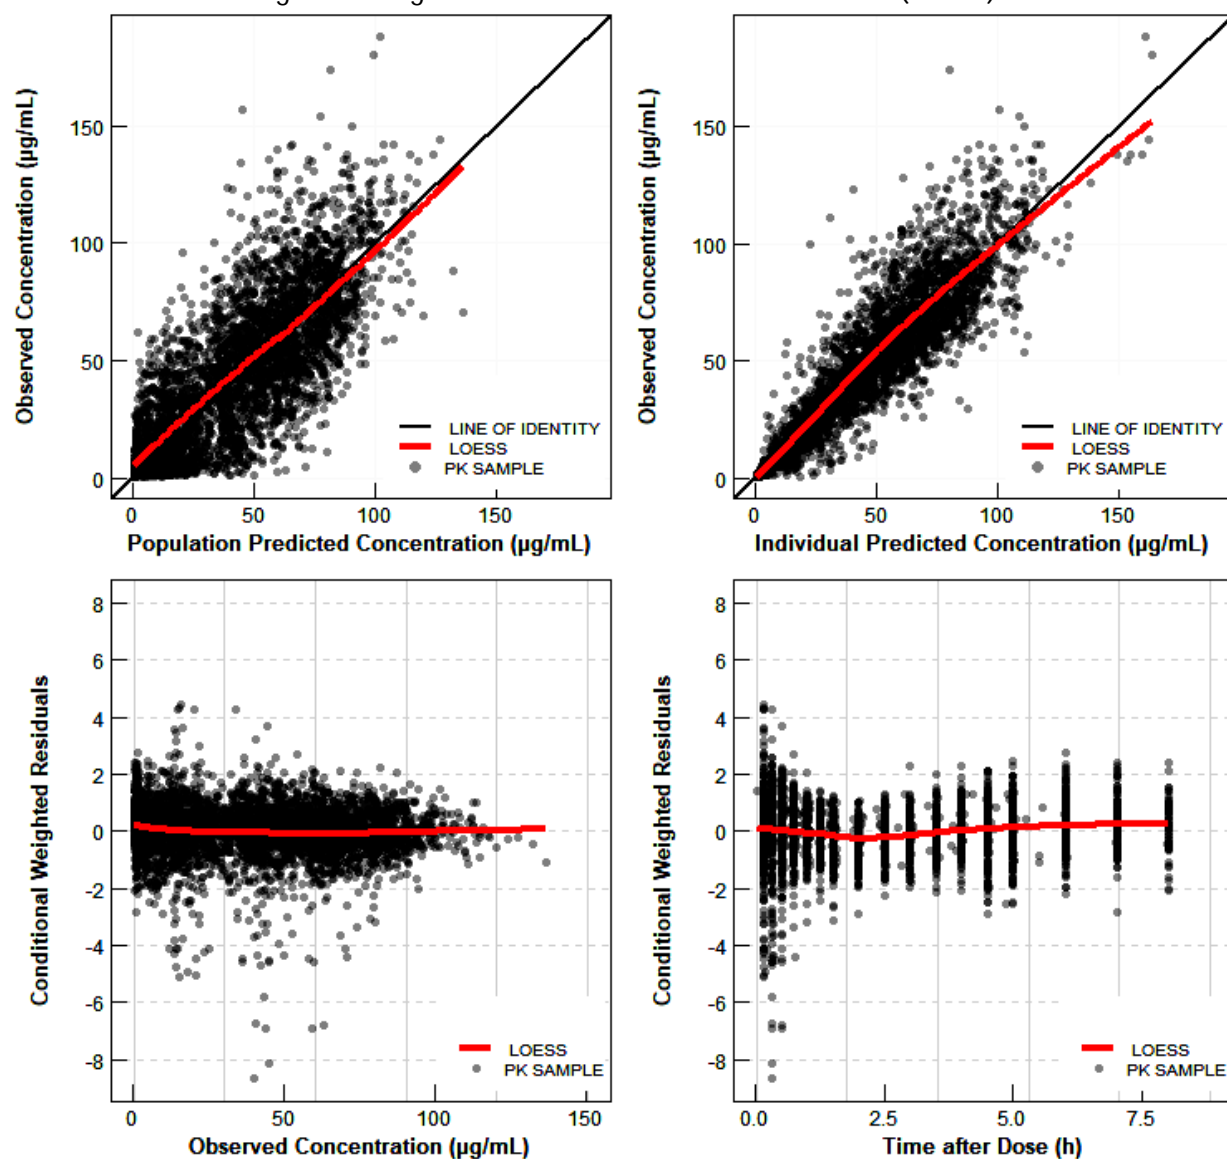 Observed Concentration (µg/mL)
150
100
50
0
LINE OF IDENTITY
LOESS
PK SAMPLE
0 50 100 150
Population Predicted Concentration (µg/mL)
Observed Concentration (µg/mL)
150
100
50
0
LINE OF IDENTITY
LOESS
PK SAMPLE
0 50 100 150
Individual Predicted Concentration (µg/mL)
Conditional Weighted Residuals
8
6
4
2
0
-2
-4
-6
-8
LOESS
PK SAMPLE
0 50 100 150
Observed Concentration (µg/mL)
Conditional Weighted Residuals
8
6
4
2
0
-2
-4
-6
-8
LOESS
PK SAMPLE
0.0 2.5 5.0 7.5
Time after Dose (h)